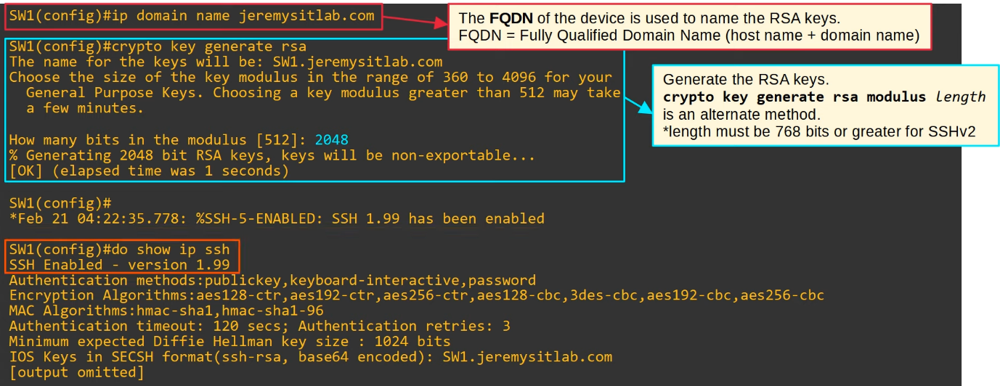 SW1(config)#ip domain name jeremysitlab.com
The FQDN of the device is used to name the RSA keys.
FQDN = Fully Qualified Domain Name (host name + domain name)
SW1(config)#crypto key generate rsa
The name for the keys will be: SW1.jeremysitlab.com
Choose the size of the key modulus in the range of 360 to 4096 for your
General Purpose Keys. Choosing a key modulus greater than 512 may take
a few minutes.
How many bits in the modulus [512]: 2048
% Generating 2048 bit RSA keys, keys will be non-exportable...
[OK] (elapsed time was 1 seconds)
Generate the RSA keys.
crypto key generate rsa modulus length
is an alternate method.
*length must be 768 bits or greater for SSHv2
SW1(config)#
*Feb 21 04:22:35.778: %SSH-5-ENABLED: SSH 1.99 has been enabled
SW1(config)#do show ip ssh
SSH Enabled - version 1.99
Authentication methods:publickey,keyboard-interactive,password
Encryption Algorithms:aes128-ctr,aes192-ctr,aes256-ctr,aes128-cbc,3des-cbc,aes192-cbc,aes256-cbc
MAC Algorithms:hmac-sha1,hmac-sha1-96
Authentication timeout: 120 secs; Authentication retries: 3
Minimum expected Diffie Hellman key size : 1024 bits
IOS Keys in SECSH format(ssh-rsa, base64 encoded): SW1.jeremysitlab.com
[output omitted]